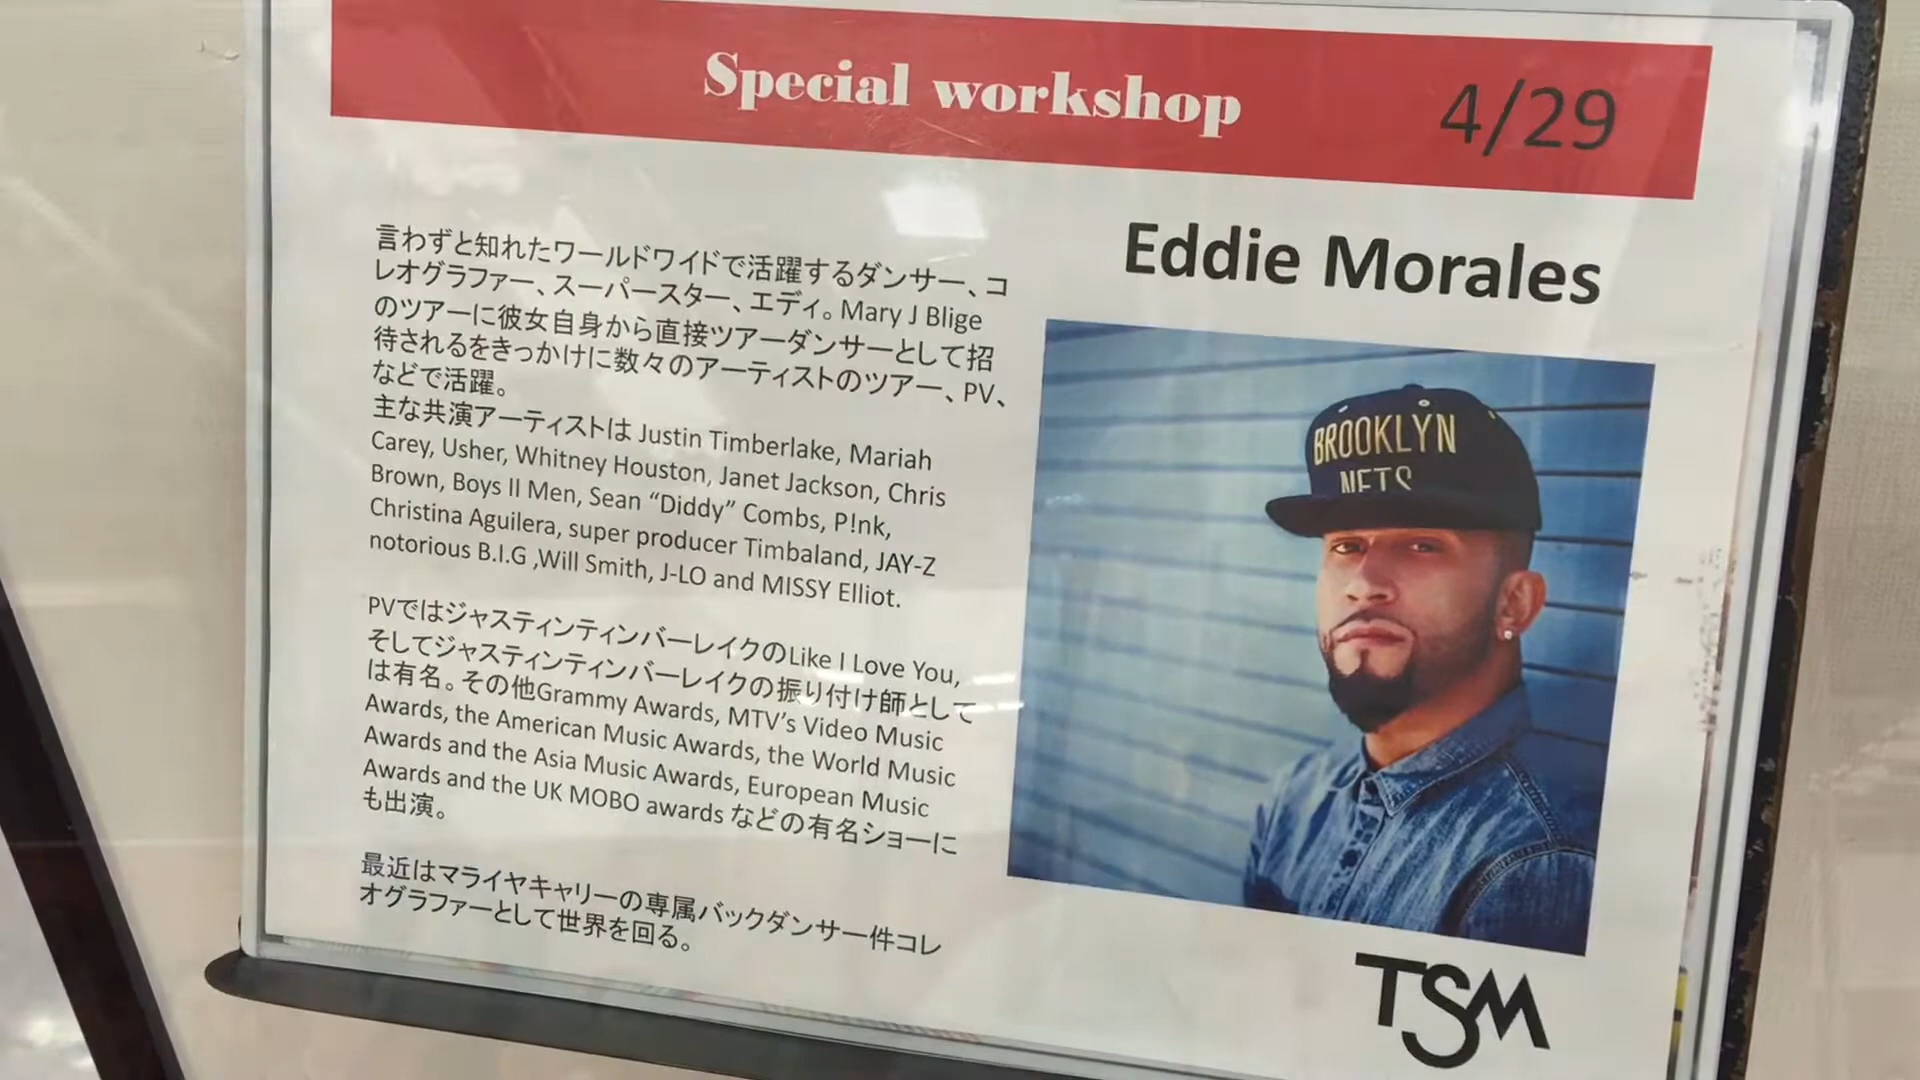 Special workshop
4/29
Eddie Morales
言わずと知れたワールドワイドで活躍するダンサー、コ
レオグラファー、スーパースター、エディ。Mary J Blige
のツアーに彼女自身から直接ツアーダンサーとして招
待されるをきっかけに数々のアーティストのツアー、PV、
などで活躍。
主な共演アーティストは Justin Timberlake, Mariah
Carey, Usher, Whitney Houston, Janet Jackson, Chris
Brown, Boys II Men, Sean “Diddy” Combs, P!nk,
Christina Aguilera, super producer Timbaland, JAY-Z
notorious B.I.G ,Will Smith, J-LO and MISSY Elliot.
PVではジャスティンティンバーレイクのLike I Love You,
そしてジャスティンティンバーレイクの振り付け師として
は有名。その他Grammy Awards, MTV’s Video Music
Awards, the American Music Awards, the World Music
Awards and the Asia Music Awards, European Music
Awards and the UK MOBO awards などの有名ショーに
も出演。
最近はマライヤキャリーの専属バックダンサー件コレ
オグラファーとして世界を回る。
BROOKLYN
NETS
TSM